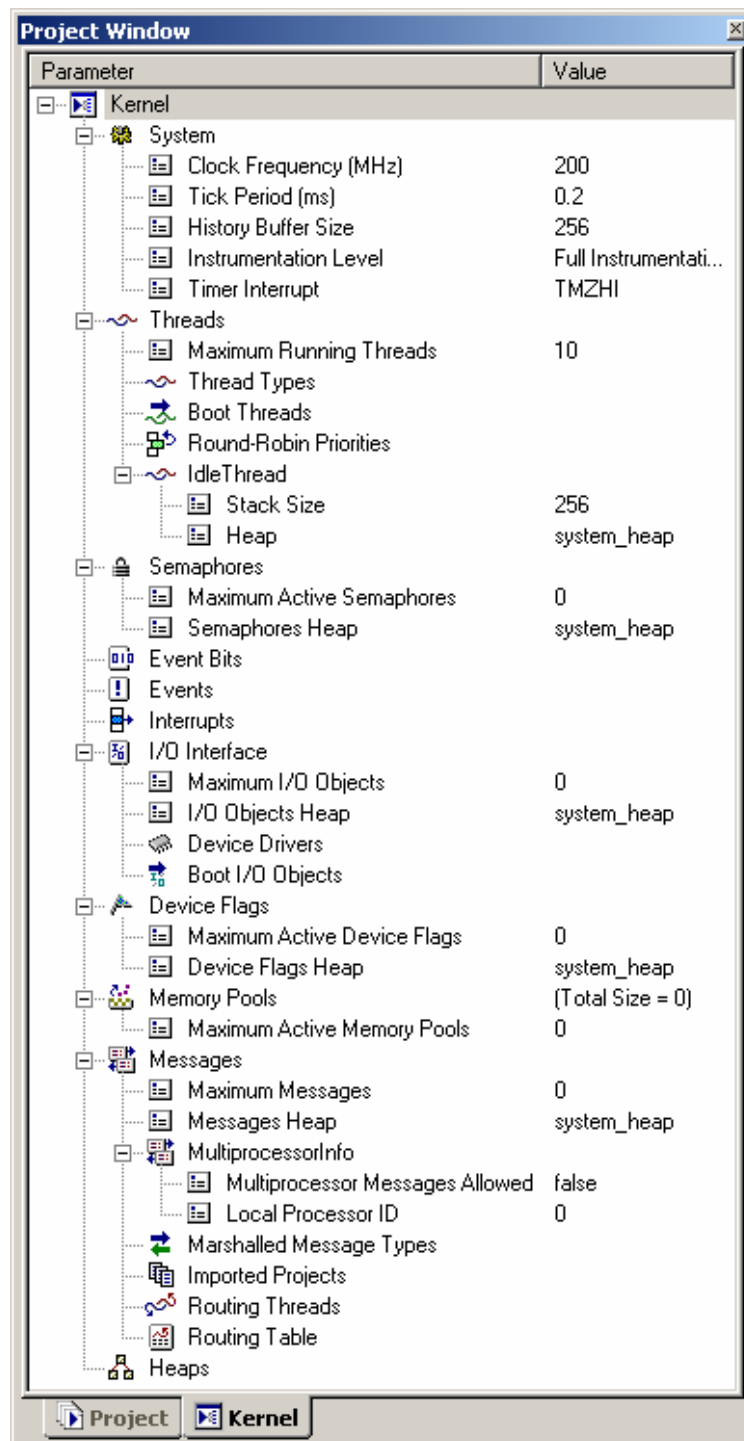 Project Window
Parameter Value
Kernel
System
Clock Frequency (MHz) 200
Tick Period (ms) 0.2
History Buffer Size 256
Instrumentation Level Full Instrumentati...
Timer Interrupt TMZHI
Threads
Maximum Running Threads 10
Thread Types
Boot Threads
Round-Robin Priorities
IdleThread
Stack Size 256
Heap system_heap
Semaphores
Maximum Active Semaphores 0
Semaphores Heap system_heap
Event Bits
Events
Interrupts
I/O Interface
Maximum I/O Objects 0
I/O Objects Heap system_heap
Device Drivers
Boot I/O Objects
Device Flags
Maximum Active Device Flags 0
Device Flags Heap system_heap
Memory Pools (Total Size = 0)
Maximum Active Memory Pools 0
Messages
Maximum Messages 0
Messages Heap system_heap
MultiprocessorInfo
Multiprocessor Messages Allowed false
Local Processor ID 0
Marshalled Message Types
Imported Projects
Routing Threads
Routing Table
Heaps
Project Kernel